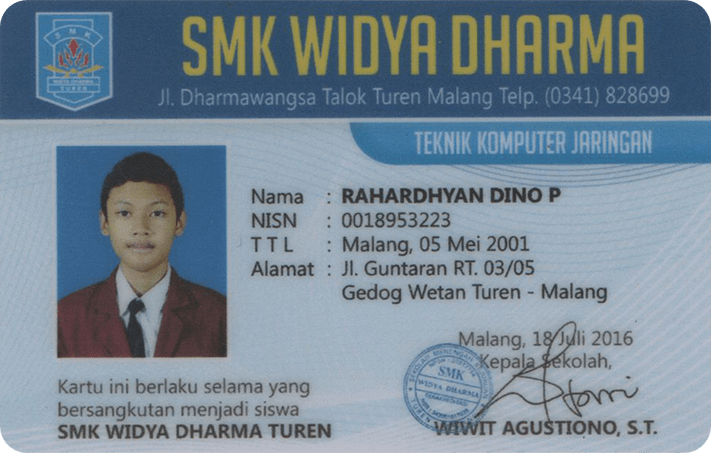 SMK WIDYA DHARMA
Jl. Dharmawangsa Talok Turen Malang Telp. (0341) 828699
SMK
WIDYA DHARMA
TUREN
TEKNIK KOMPUTER JARINGAN
Nama : RAHARDHYAN DINO P
NISN : 0018953223
T T L : Malang, 05 Mei 2001
Alamat : Jl. Guntaran RT. 03/05
Gedog Wetan Turen - Malang
Malang, 18 Juli 2016
Kepala Sekolah,
SMK
WIDYA DHARMA
TUREN
WIWIT AGUSTIONO, S.T.
Kartu ini berlaku selama yang
bersangkutan menjadi siswa
SMK WIDYA DHARMA TUREN